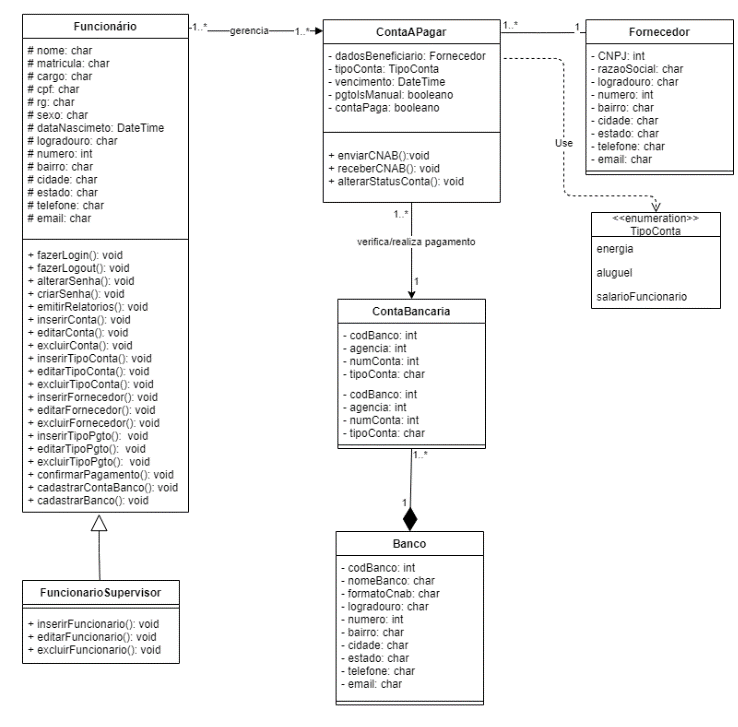 Funcionário
# nome: char
# matricula: char
# cargo: char
# cpf: char
# rg: char
# sexo: char
# dataNascimeto: DateTime
# logradouro: char
# numero: int
# bairro: char
# cidade: char
# estado: char
# telefone: char
# email: char
+ fazerLogin(): void
+ fazerLogout(): void
+ alterarSenha(): void
+ criarSenha(): void
+ emitirRelatorios(): void
+ inserirConta(): void
+ editarConta(): void
+ excluirConta(): void
+ inserirTipoConta(): void
+ editarTipoConta(): void
+ excluirTipoConta(): void
+ inserirFornecedor(): void
+ editarFornecedor(): void
+ excluirFornecedor(): void
+ inserirTipoPgto(): void
+ editarTipoPgto(): void
+ excluirTipoPgto(): void
+ confirmarPagamento(): void
+ cadastrarContaBanco(): void
+ cadastrarBanco(): void
1..*
gerencia
1..*
ContaAPagar
- dadosBeneficiario: Fornecedor
- tipoConta: TipoConta
- vencimento: DateTime
- pgtoIsManual: booleano
- contaPaga: booleano
+ enviarCNAB():void
+ receberCNAB(): void
+ alterarStatusConta(): void
1..*
1
Fornecedor
- CNPJ: int
- razaoSocial: char
- logradouro: char
- numero: int
- bairro: char
- cidade: char
- estado: char
- telefone: char
- email: char
Use
<<enumeration>>
TipoConta
energia
aluguel
salarioFuncionario
1..*
verifica/realiza pagamento
1
ContaBancaria
- codBanco: int
- agencia: int
- numConta: int
- tipoConta: char
- codBanco: int
- agencia: int
- numConta: int
- tipoConta: char
1..*
1
Banco
- codBanco: int
- nomeBanco: char
- formatoCnab: char
- logradouro: char
- numero: int
- bairro: char
- cidade: char
- estado: char
- telefone: char
- email: char
FuncionarioSupervisor
+ inserirFuncionario(): void
+ editarFuncionario(): void
+ excluirFuncionario(): void